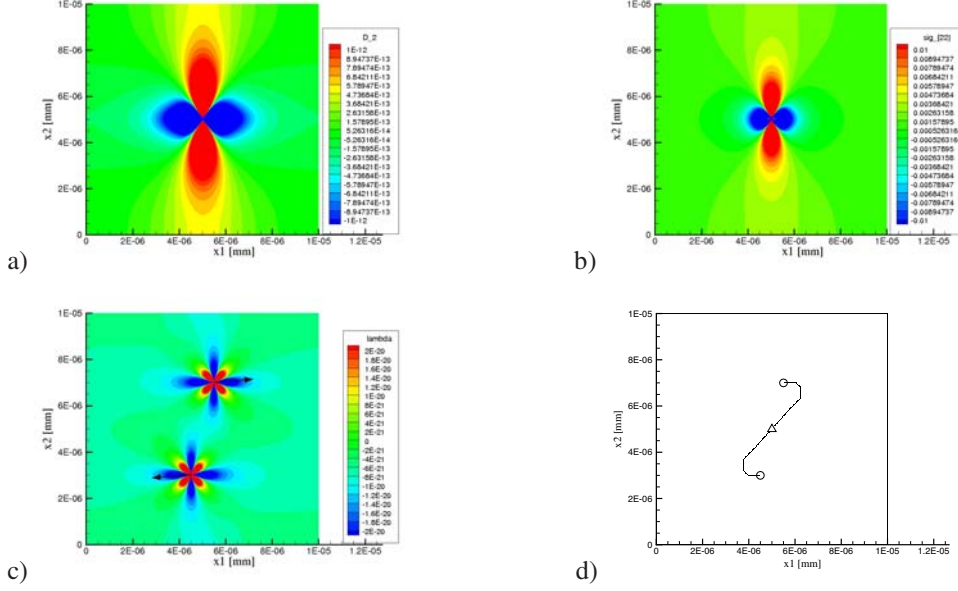 1E-05
8E-06
6E-06
4E-06
2E-06
0
x2 [mm]
0 2E-06 4E-06 6E-06 8E-06 1E-05 1.2E-05
x1 [mm]
D_2
1E-12
8.94737E-13
7.89474E-13
6.84211E-13
5.78947E-13
4.73684E-13
3.68421E-13
2.63158E-13
1.57895E-13
5.26316E-14
-5.26316E-14
-1.57895E-13
-2.63158E-13
-3.68421E-13
-4.73684E-13
-5.78947E-13
-6.84211E-13
-7.89474E-13
-8.94737E-13
-1E-12
a)
1E-05
8E-06
6E-06
4E-06
2E-06
0
x2 [mm]
0 2E-06 4E-06 6E-06 8E-06 1E-05 1.2E-05
x1 [mm]
sig_{22}
0.01
0.00894737
0.00789474
0.00684211
0.00578947
0.00473684
0.00368421
0.00263158
0.00157895
0.000526316
-0.000526316
-0.00157895
-0.00263158
-0.00368421
-0.00473684
-0.00578947
-0.00684211
-0.00789474
-0.00894737
-0.01
b)
1E-05
8E-06
6E-06
4E-06
2E-06
0
x2 [mm]
0 2E-06 4E-06 6E-06 8E-06 1E-05 1.2E-05
x1 [mm]
lambda
2E-20
1.8E-20
1.6E-20
1.4E-20
1.2E-20
1E-20
8E-21
6E-21
4E-21
2E-21
0
-2E-21
-4E-21
-6E-21
-8E-21
-1E-20
-1.2E-20
-1.4E-20
-1.6E-20
-1.8E-20
-2E-20
c)
1E-05
8E-06
6E-06
4E-06
2E-06
0
x2 [mm]
0 2E-06 4E-06 6E-06 8E-06 1E-05 1.2E-05
x1 [mm]
d)